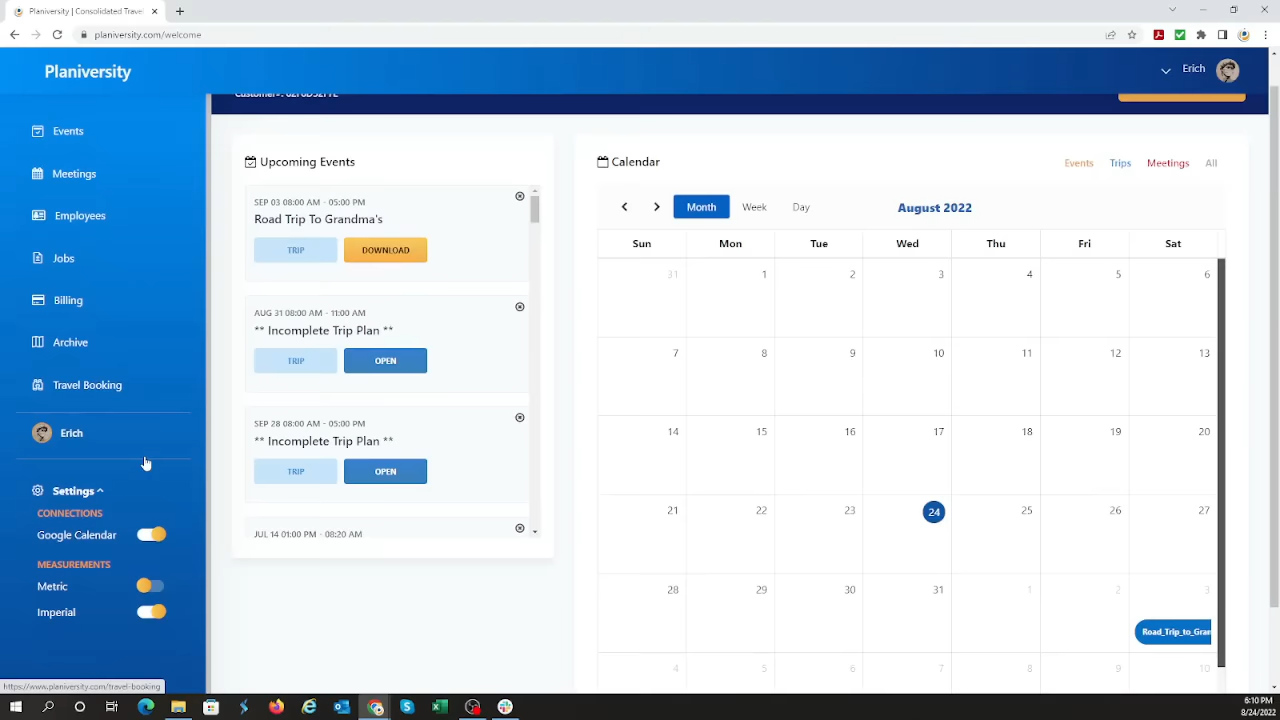 Planiversity | Consolidated Travel
planiversity.com/welcome
Planiversity
Erich
Events
Meetings
Employees
Jobs
Billing
Archive
Travel Booking
Erich
Settings
CONNECTIONS
Google Calendar
MEASUREMENTS
Metric
Imperial
https://www.planiversity.com/travel-booking
Upcoming Events
SEP 03 08:00 AM - 05:00 PM
Road Trip To Grandma's
TRIP DOWNLOAD
AUG 31 08:00 AM - 11:00 AM
** Incomplete Trip Plan **
TRIP OPEN
SEP 28 08:00 AM - 05:00 PM
** Incomplete Trip Plan **
TRIP OPEN
JUL 14 01:00 PM - 08:20 AM
Calendar
Events Trips Meetings All
Month Week Day August 2022
Sun Mon Tue Wed Thu Fri Sat
31 1 2 3 4 5 6
7 8 9 10 11 12 13
14 15 16 17 18 19 20
21 22 23 24 25 26 27
28 29 30 31 1 2 3
Road_Trip_to_Gran
4 5 6 7 8 9 10
6:10 PM
8/24/2022